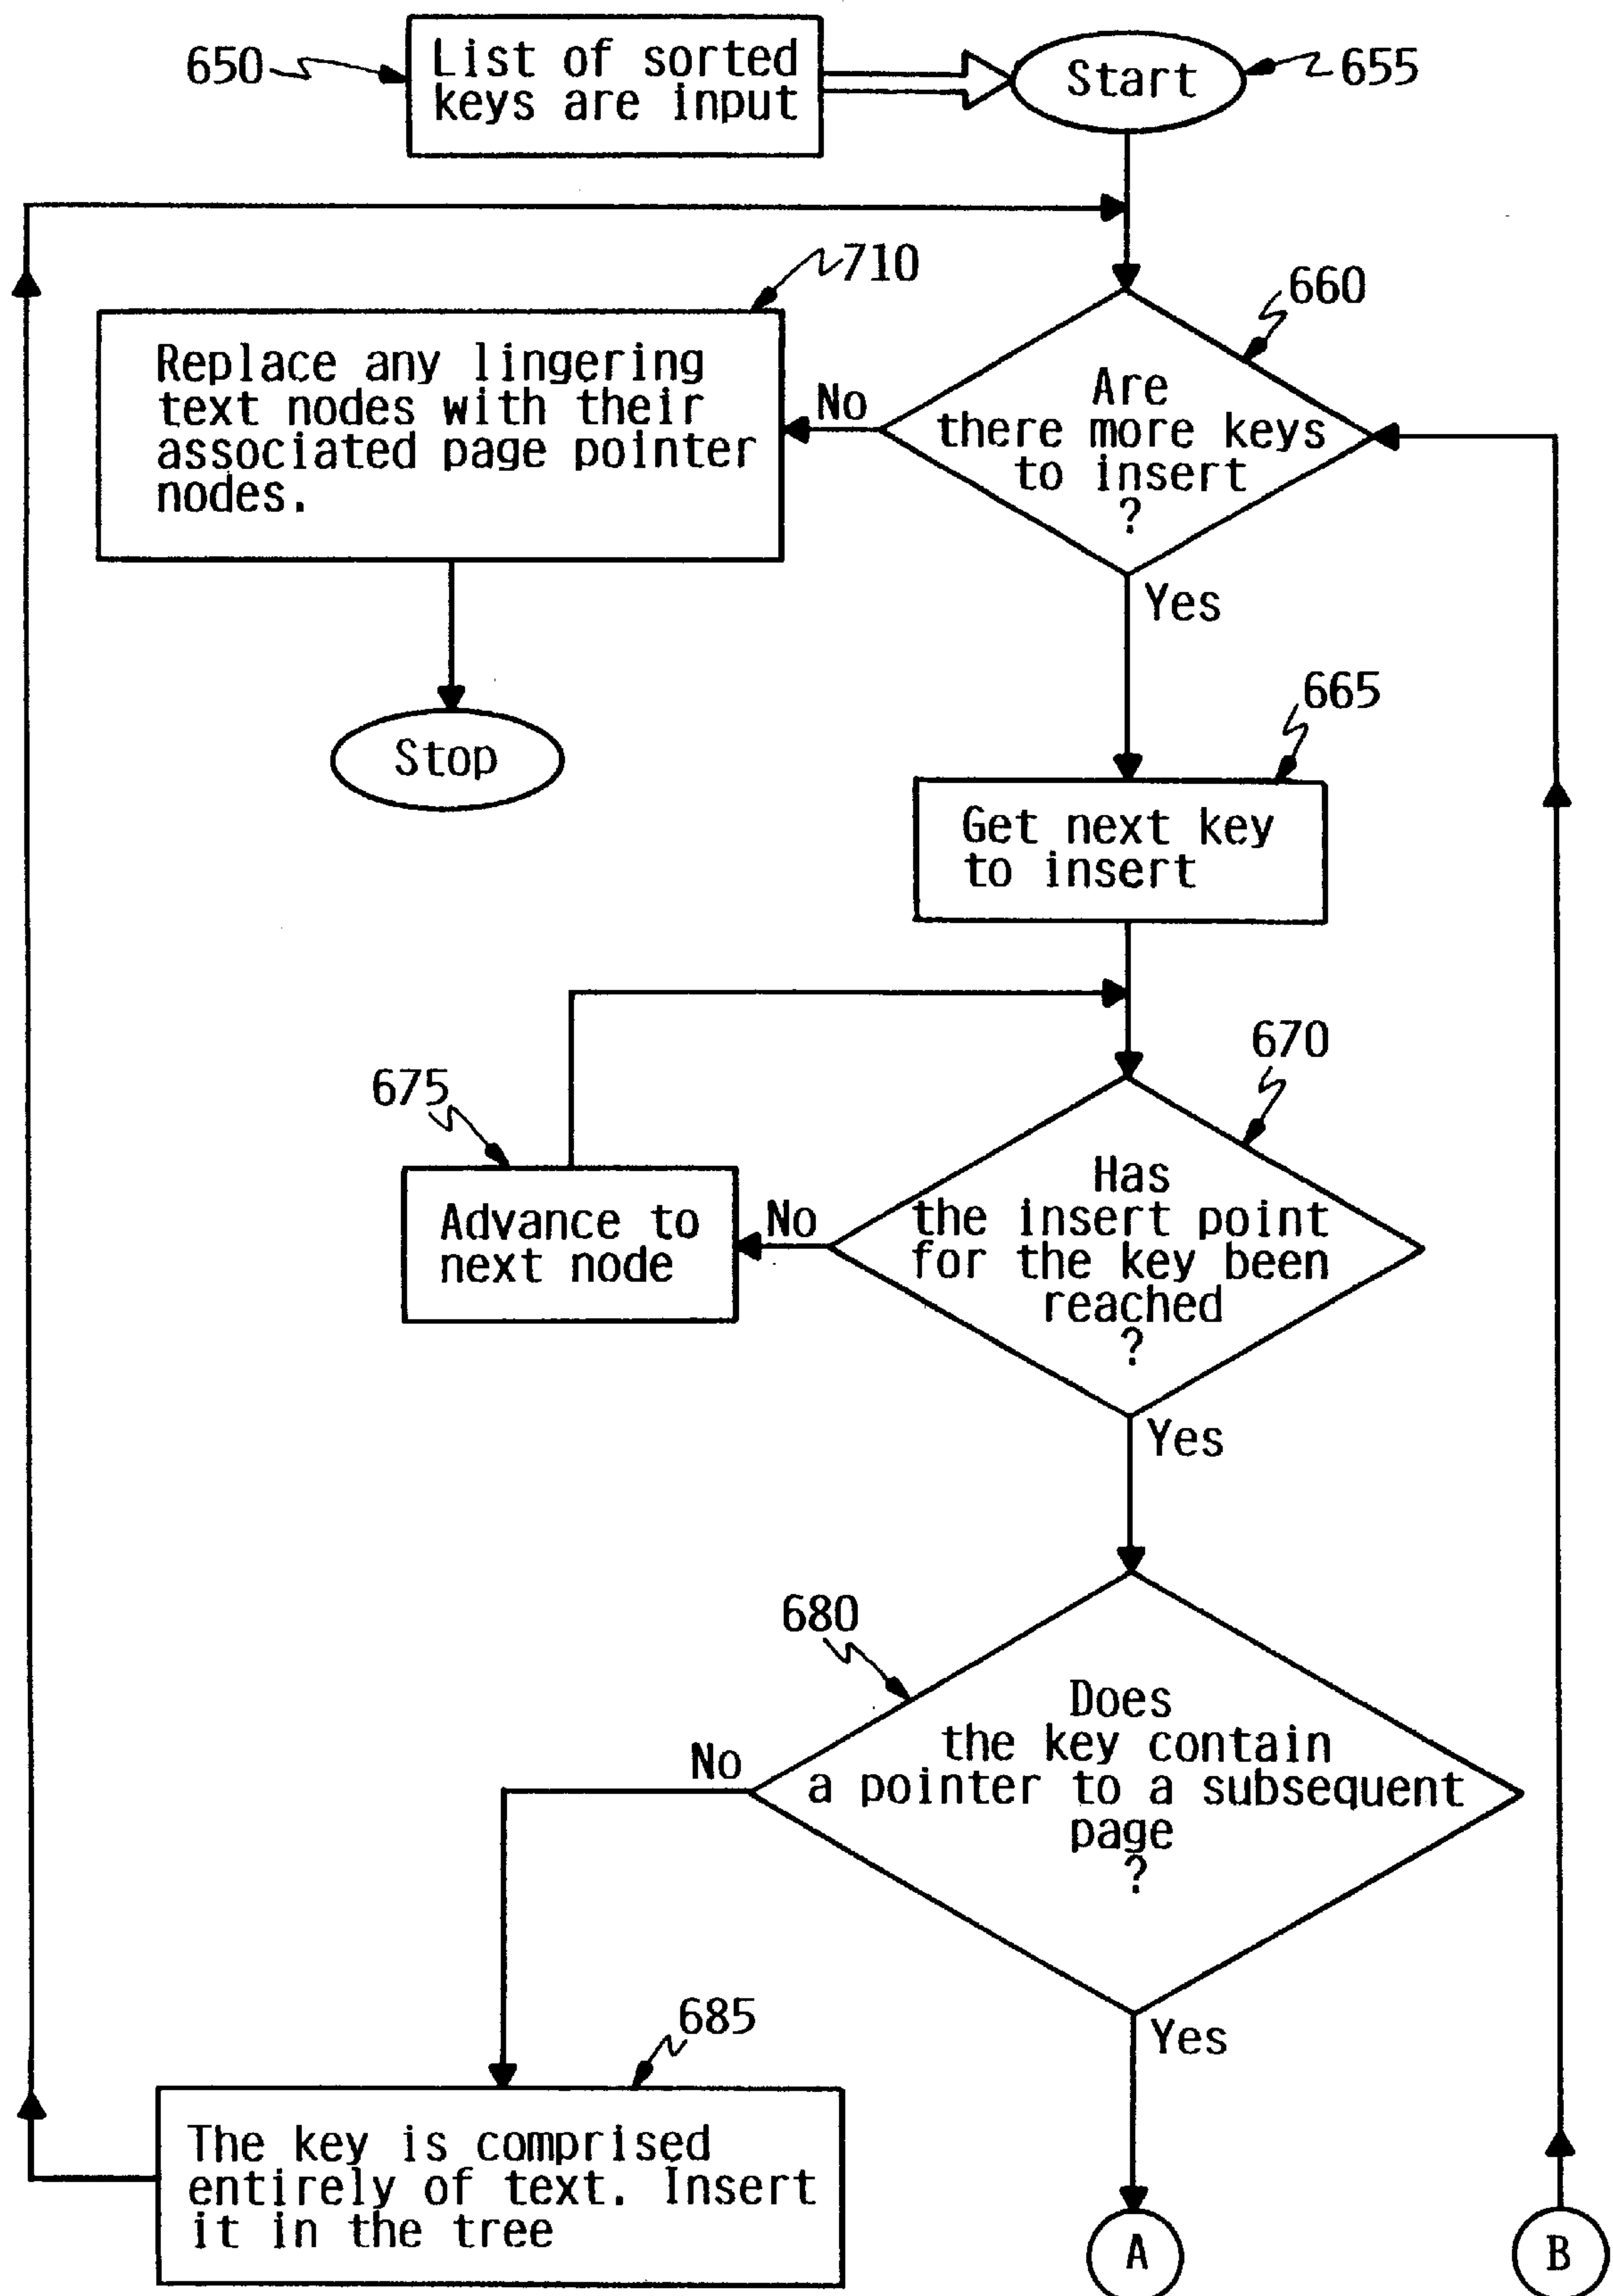 650
List of sorted
keys are input
Start
655
710
Replace any lingering
text nodes with their
associated page pointer
nodes.
No
660
Are
there more keys
to insert
?
Yes
Stop
665
Get next key
to insert
675
Advance to
next node
No
670
Has
the insert point
for the key been
reached
?
Yes
680
Does
the key contain
a pointer to a subsequent
page
?
No
Yes
685
The key is comprised
entirely of text. Insert
it in the tree
A
B